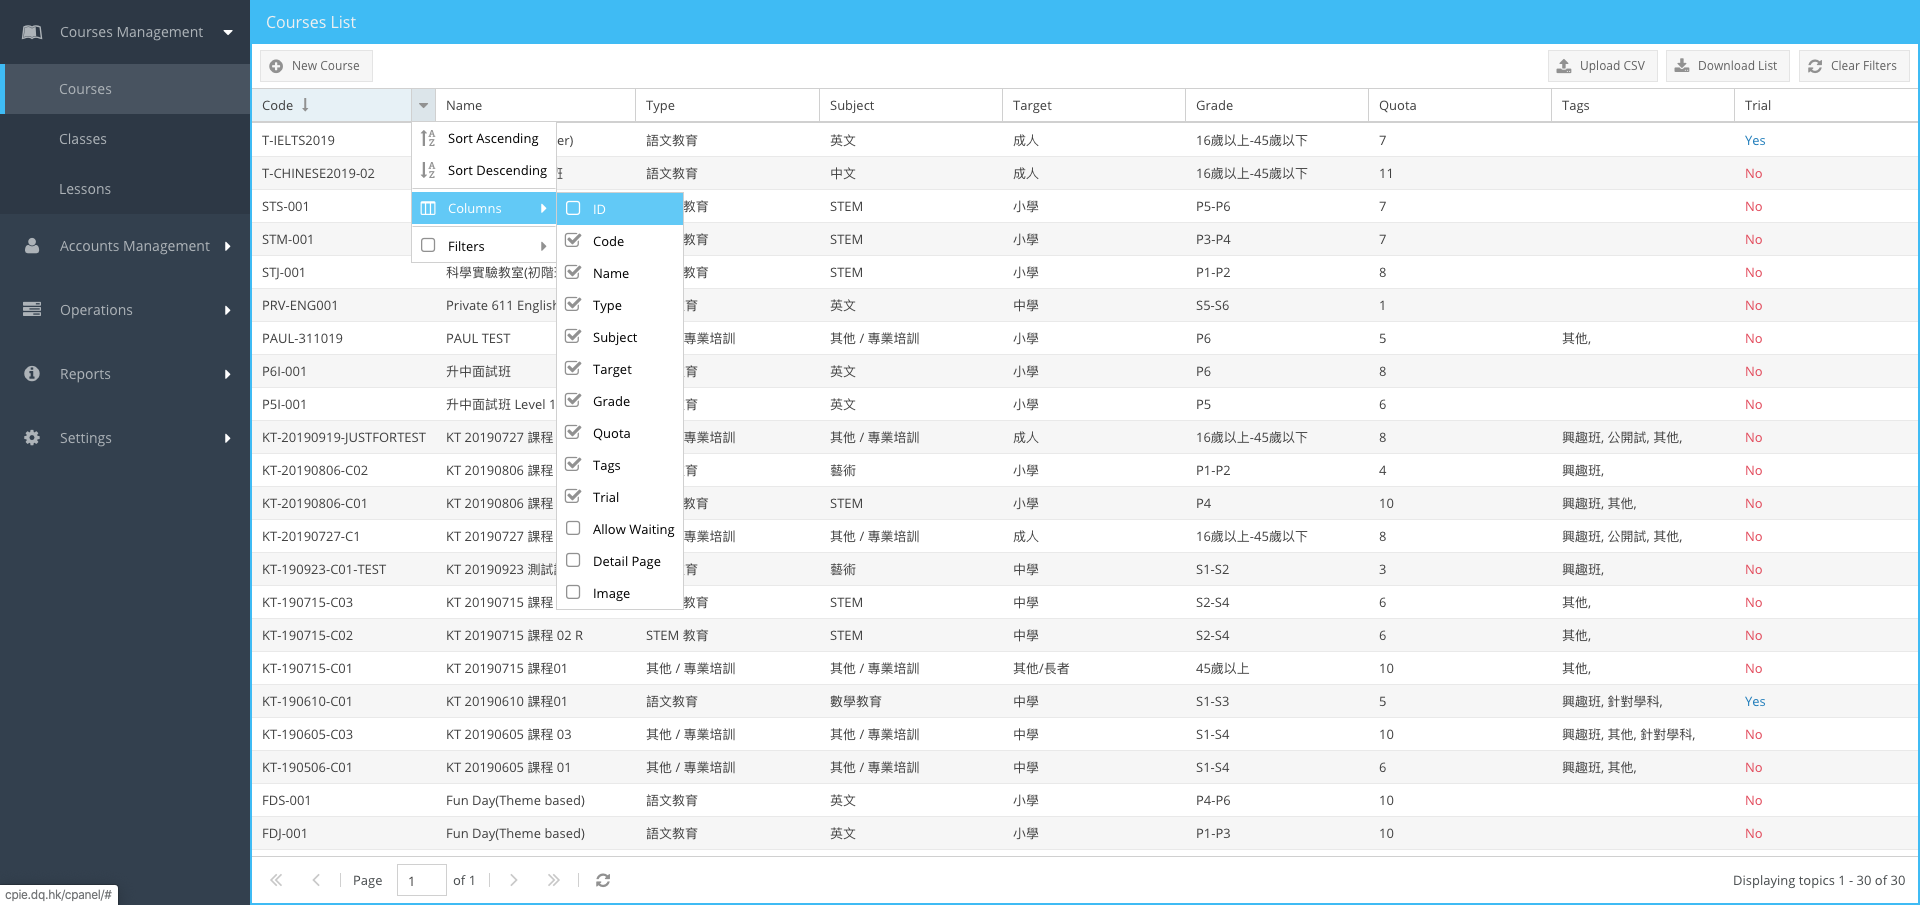 Courses Management
Courses
Classes
Lessons
Accounts Management
Operations
Reports
Settings
cpie.dq.hk/cpanel/#
Courses List
New Course
Upload CSV
Download List
Clear Filters
Code Name Type Subject Target Grade Quota Tags Trial
T-IELTS2019 er) 語文教育 英文 成人 16歲以上-45歲以下 7 Yes
T-CHINESE2019-02 班 語文教育 中文 成人 16歲以上-45歲以下 11 No
STS-001 教育 STEM 小學 P5-P6 7 No
STM-001 教育 STEM 小學 P3-P4 7 No
STJ-001 科學實驗教室(初階 教育 STEM 小學 P1-P2 8 No
PRV-ENG001 Private 611 English 育 英文 中學 S5-S6 1 No
PAUL-311019 PAUL TEST 專業培訓 其他 / 專業培訓 小學 P6 5 其他, No
P6I-001 升中面試班 育 英文 小學 P6 8 No
P5I-001 升中面試班 Level 1 育 英文 小學 P5 6 No
KT-20190919-JUSTFORTEST KT 20190727 課程 專業培訓 其他 / 專業培訓 成人 16歲以上-45歲以下 8 興趣班, 公開試, 其他, No
KT-20190806-C02 KT 20190806 課程 育 藝術 小學 P1-P2 4 興趣班, No
KT-20190806-C01 KT 20190806 課程 教育 STEM 小學 P4 10 興趣班, 其他, No
KT-20190727-C1 KT 20190727 課程 專業培訓 其他 / 專業培訓 成人 16歲以上-45歲以下 8 興趣班, 公開試, 其他, No
KT-190923-C01-TEST KT 20190923 測試 育 藝術 中學 S1-S2 3 興趣班, No
KT-190715-C03 KT 20190715 課程 教育 STEM 中學 S2-S4 6 其他, No
KT-190715-C02 KT 20190715 課程 02 R STEM 教育 STEM 中學 S2-S4 6 其他, No
KT-190715-C01 KT 20190715 課程01 其他 / 專業培訓 其他 / 專業培訓 其他/長者 45歲以上 10 其他, No
KT-190610-C01 KT 20190610 課程01 語文教育 數學教育 中學 S1-S3 5 興趣班, 針對學科, Yes
KT-190605-C03 KT 20190605 課程 03 其他 / 專業培訓 其他 / 專業培訓 中學 S1-S4 10 興趣班, 其他, 針對學科, No
KT-190506-C01 KT 20190605 課程 01 其他 / 專業培訓 其他 / 專業培訓 中學 S1-S4 6 興趣班, 其他, No
FDS-001 Fun Day(Theme based) 語文教育 英文 小學 P4-P6 10 No
FDJ-001 Fun Day(Theme based) 語文教育 英文 小學 P1-P3 10 No
Sort Ascending
Sort Descending
Columns
Filters
ID
Code
Name
Type
Subject
Target
Grade
Quota
Tags
Trial
Allow Waiting
Detail Page
Image
Page 1 of 1
Displaying topics 1 - 30 of 30